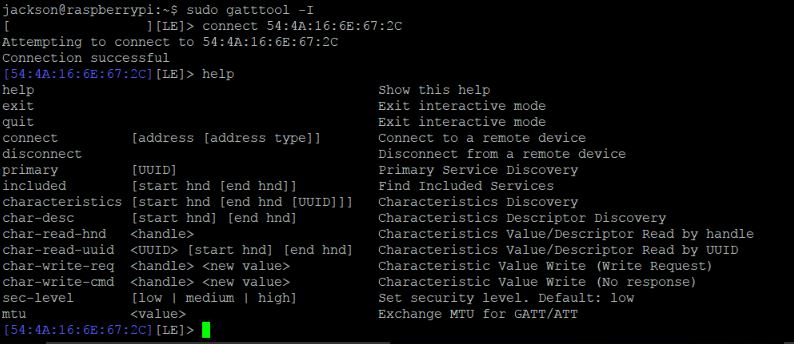 jackson@raspberrypi:~$ sudo gatttool -I
[                 ][LE]> connect 54:4A:16:6E:67:2C
Attempting to connect to 54:4A:16:6E:67:2C
Connection successful
[54:4A:16:6E:67:2C][LE]> help
help                                           Show this help
exit                                           Exit interactive mode
quit                                           Exit interactive mode
connect         [address [address type]]       Connect to a remote device
disconnect                                     Disconnect from a remote device
primary         [UUID]                         Primary Service Discovery
included        [start hnd [end hnd]]          Find Included Services
characteristics [start hnd [end hnd [UUID]]]   Characteristics Discovery
char-desc       [start hnd] [end hnd]          Characteristics Descriptor Discovery
char-read-hnd   <handle>                       Characteristics Value/Descriptor Read by handle
char-read-uuid  <UUID> [start hnd] [end hnd]   Characteristics Value/Descriptor Read by UUID
char-write-req  <handle> <new value>           Characteristic Value Write (Write Request)
char-write-cmd  <handle> <new value>           Characteristic Value Write (No response)
sec-level       [low | medium | high]          Set security level. Default: low
mtu             <value>                        Exchange MTU for GATT/ATT
[54:4A:16:6E:67:2C][LE]>